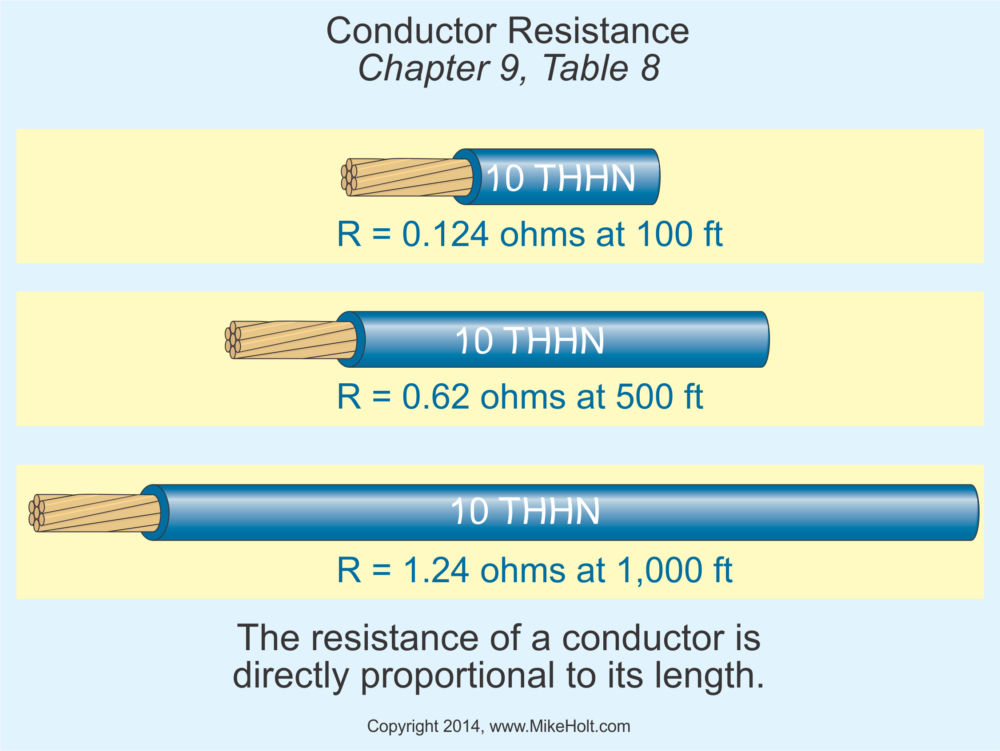 Conductor Resistance
Chapter 9, Table 8
10 THHN
R = 0.124 ohms at 100 ft
10 THHN
R = 0.62 ohms at 500 ft
10 THHN
R = 1.24 ohms at 1,000 ft
The resistance of a conductor is
directly proportional to its length.
Copyright 2014, www.MikeHolt.com